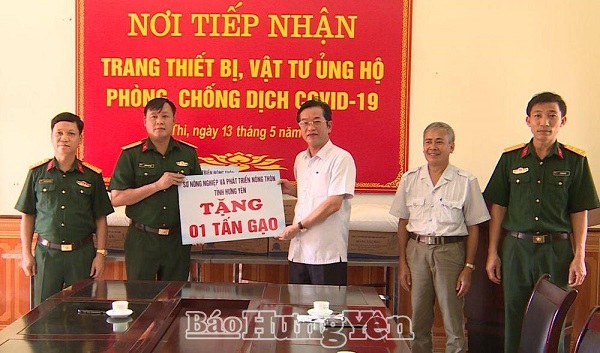 NƠI TIẾP NHẬN
TRANG THIẾT BỊ, VẬT TƯ ỦNG HỘ
PHÒNG, CHỐNG DỊCH COVID-19
Thi, ngày 13 tháng 5 năm
SỞ NÔNG NGHIỆP VÀ PHÁT TRIỂN NÔNG THÔN
TỈNH HƯNG YÊN
TẶNG
01 TẤN GẠO
Báo Hưng Yên